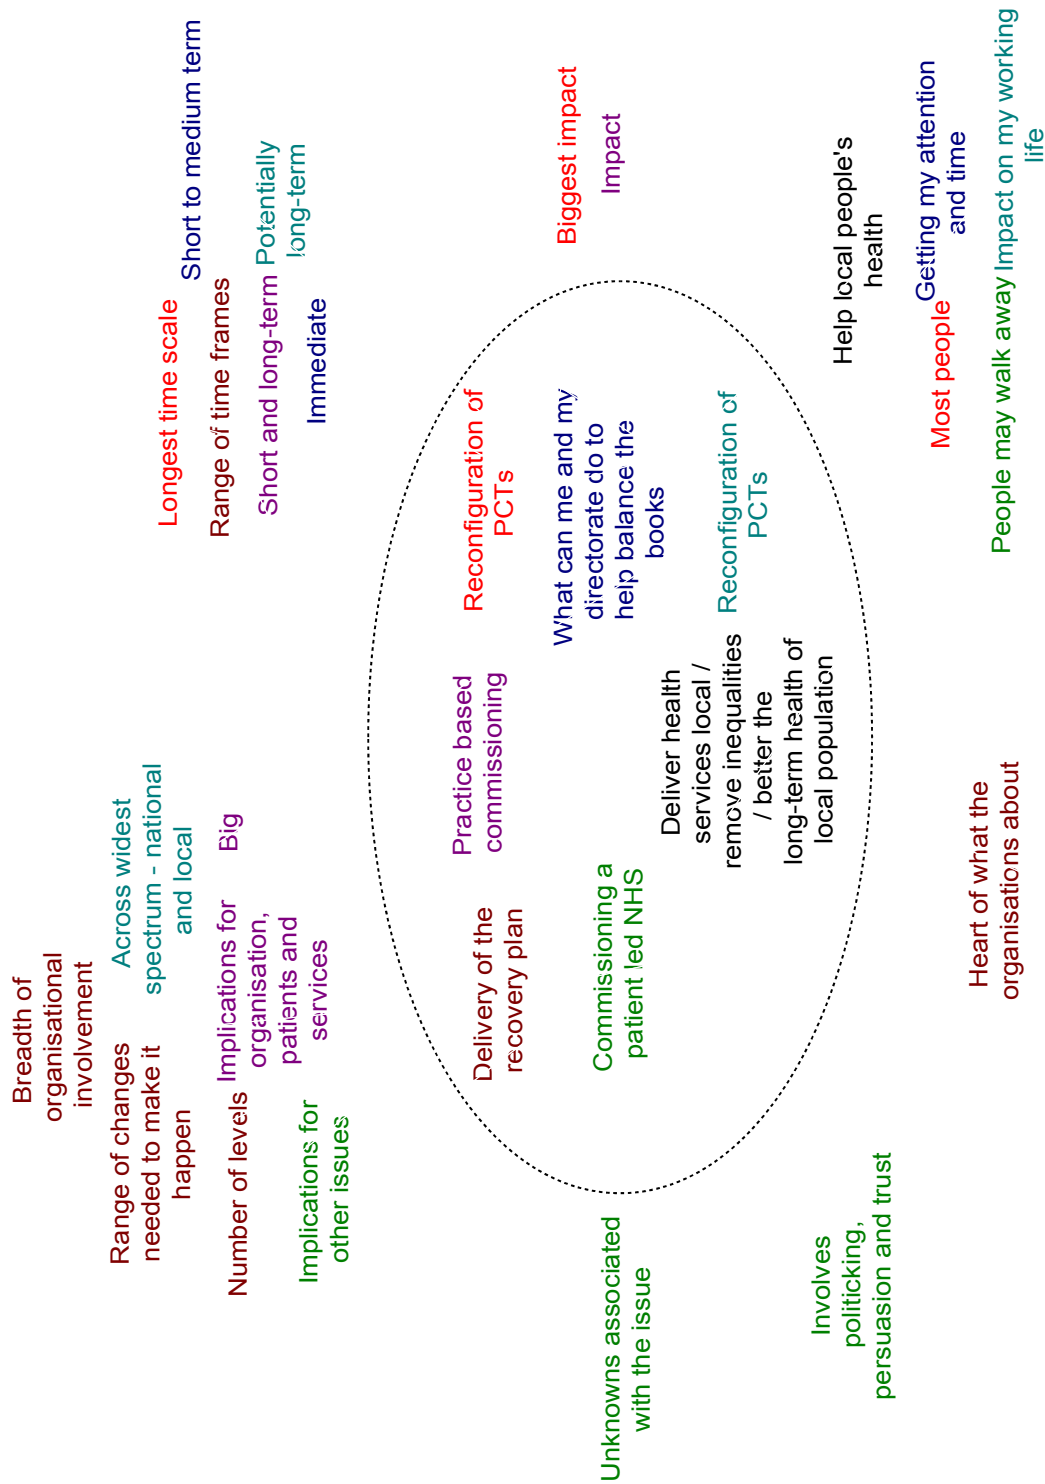 Breadth of
organisational
involvement
Range of changes
needed to make it
happen
Across widest
spectrum - national
and local
Number of levels
Implications for
organisation,
patients and
services
Big
Implications for
other issues
Longest time scale
Short to medium term
Range of time frames
Short and long-term
Potentially
long-term
Immediate
Delivery of the
recovery plan
Practice based
commissioning
Reconfiguration of
PCTs
What can me and my
directorate do to
help balance the
books
Commissioning a
patient led NHS
Deliver health
services local /
remove inequalities
/ better the
long-term health of
local population
Reconfiguration of
PCTs
Biggest impact
Impact
Unknowns associated
with the issue
Involves
politicking,
persuasion and trust
Heart of what the
organisations about
Help local people's
health
Most people
Getting my attention
and time
People may walk away
Impact on my working
life